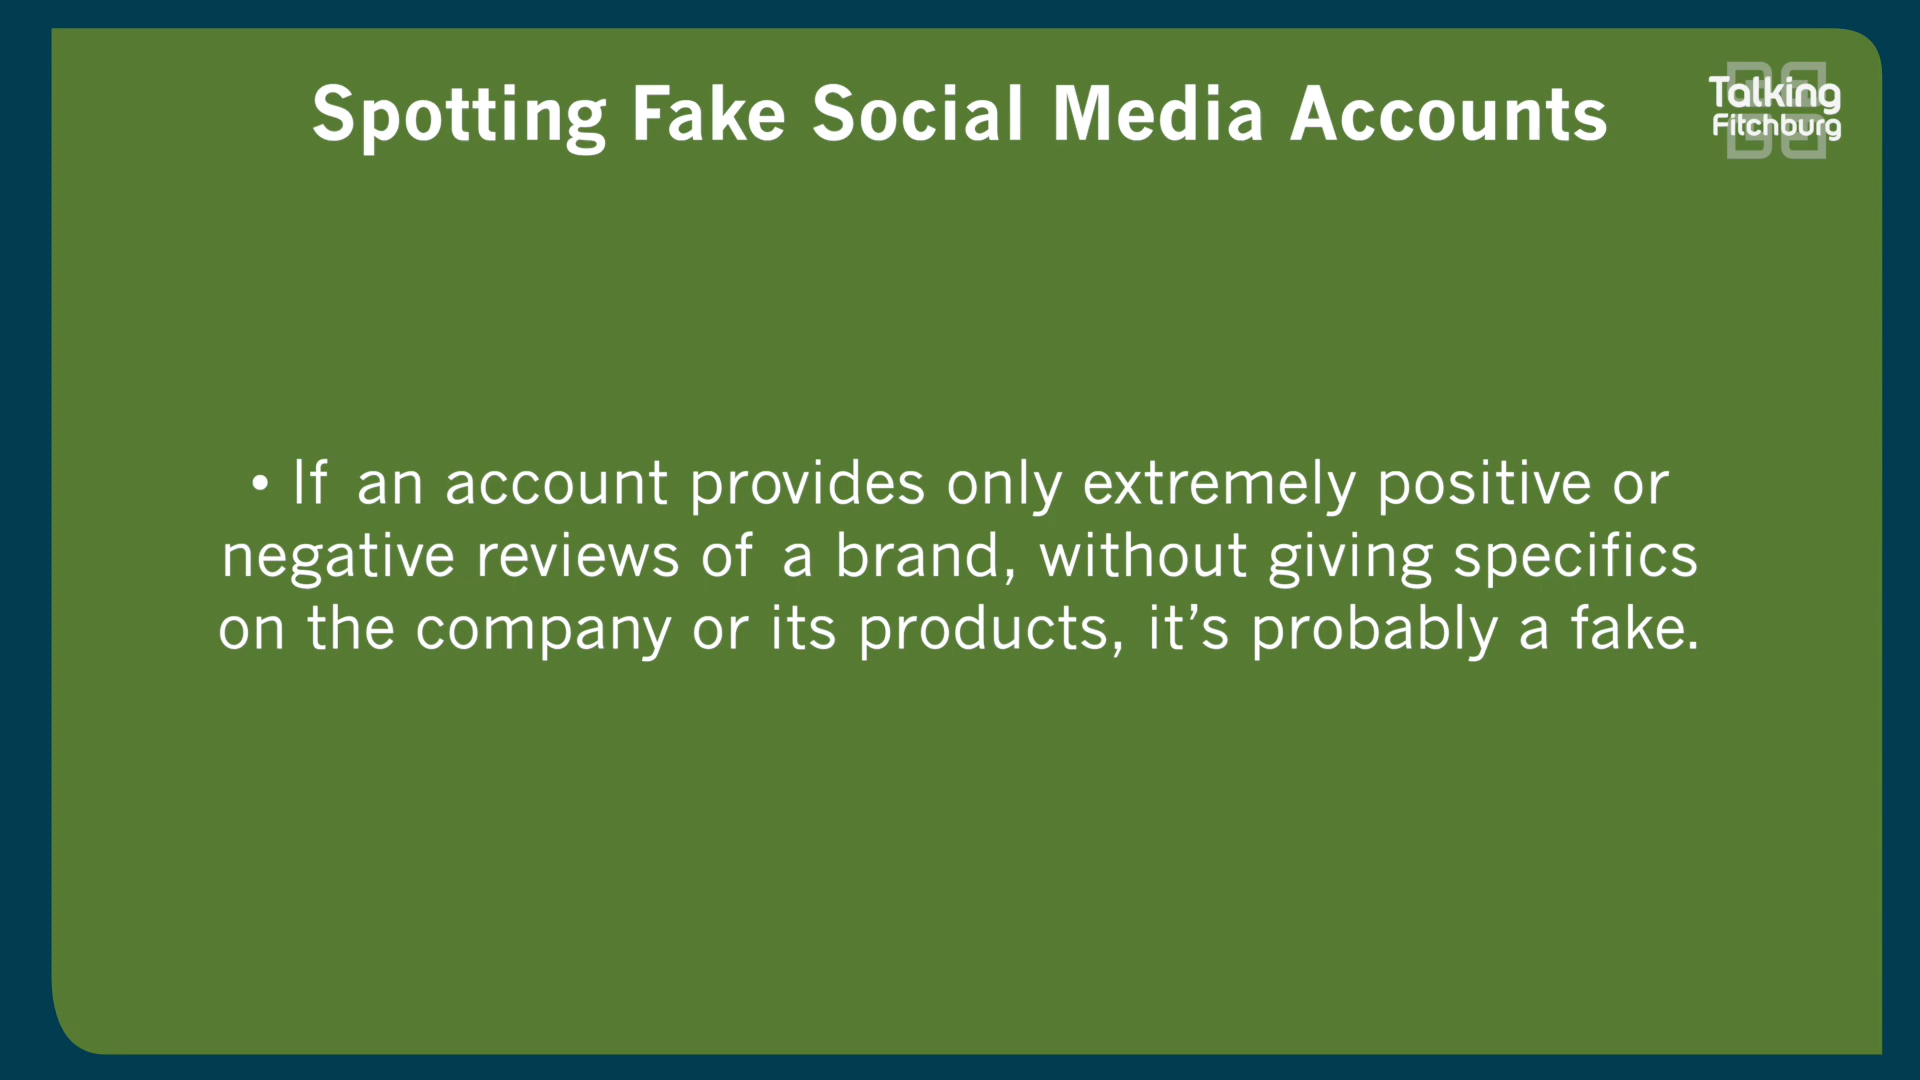 Spotting Fake Social Media Accounts
Talking
Fitchburg
• If an account provides only extremely positive or
negative reviews of a brand, without giving specifics
on the company or its products, it’s probably a fake.